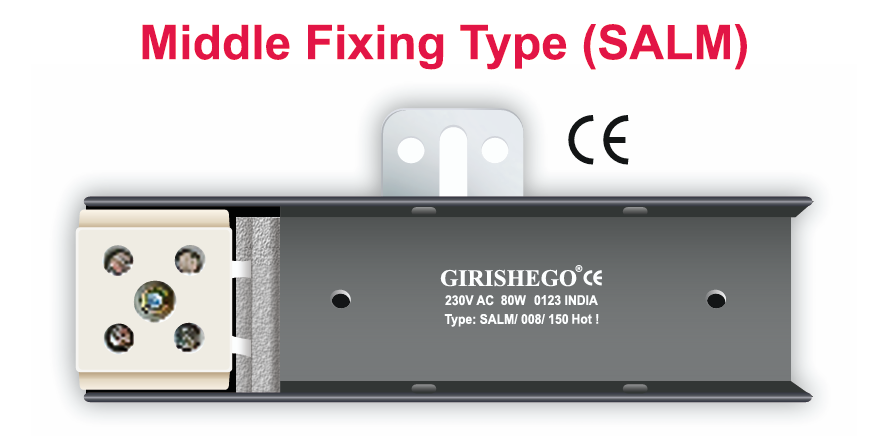 Middle Fixing Type (SALM)
CE
GIRISHEGO® CE
230V AC 80W 0123 INDIA
Type: SALM/ 008/ 150 Hot !